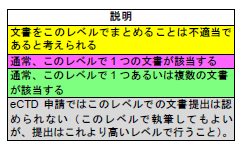 説明
文書をこのレベルでまとめることは不適当で
あると考えられる
通常、このレベルで１つの文書が該当する
通常、このレベルで１つあるいは複数の文書
が該当する
eCTD 申請ではこのレベルでの文書提出は認
められない（このレベルで執筆してもよい
が、提出はこれより高いレベルで行うこと）。